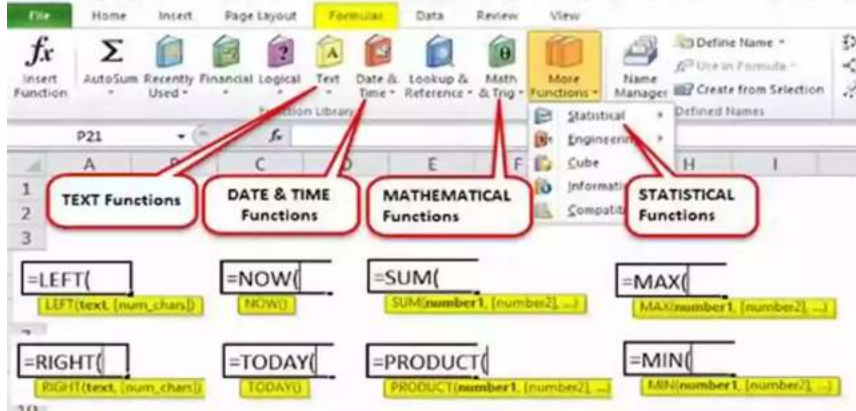 File Home Insert Page Layout Formulas Data Review View
fx Σ A θ Define Name
Insert Function AutoSum Recently Used Financial Logical Text Date & Time Lookup & Reference Math & Trig More Functions Name Manager Use in Formula
Create from Selection
Function Library Defined Names
Statistical
P21 fx Engineering
A C D E F Cube H I
1 Informati
2 Compati
3
TEXT Functions
DATE & TIME
Functions
MATHEMATICAL
Functions
STATISTICAL
Functions
=LEFT( =NOW( =SUM( =MAX(
LEFT(text, [num_chars]) NOW() SUM(number1, [number2], ...) MAX(number1, [number2], ...)
=RIGHT( =TODAY( =PRODUCT( =MIN(
RIGHT(text, [num_chars]) TODAY() PRODUCT(number1, [number2], ...) MIN(number1, [number2], ...)